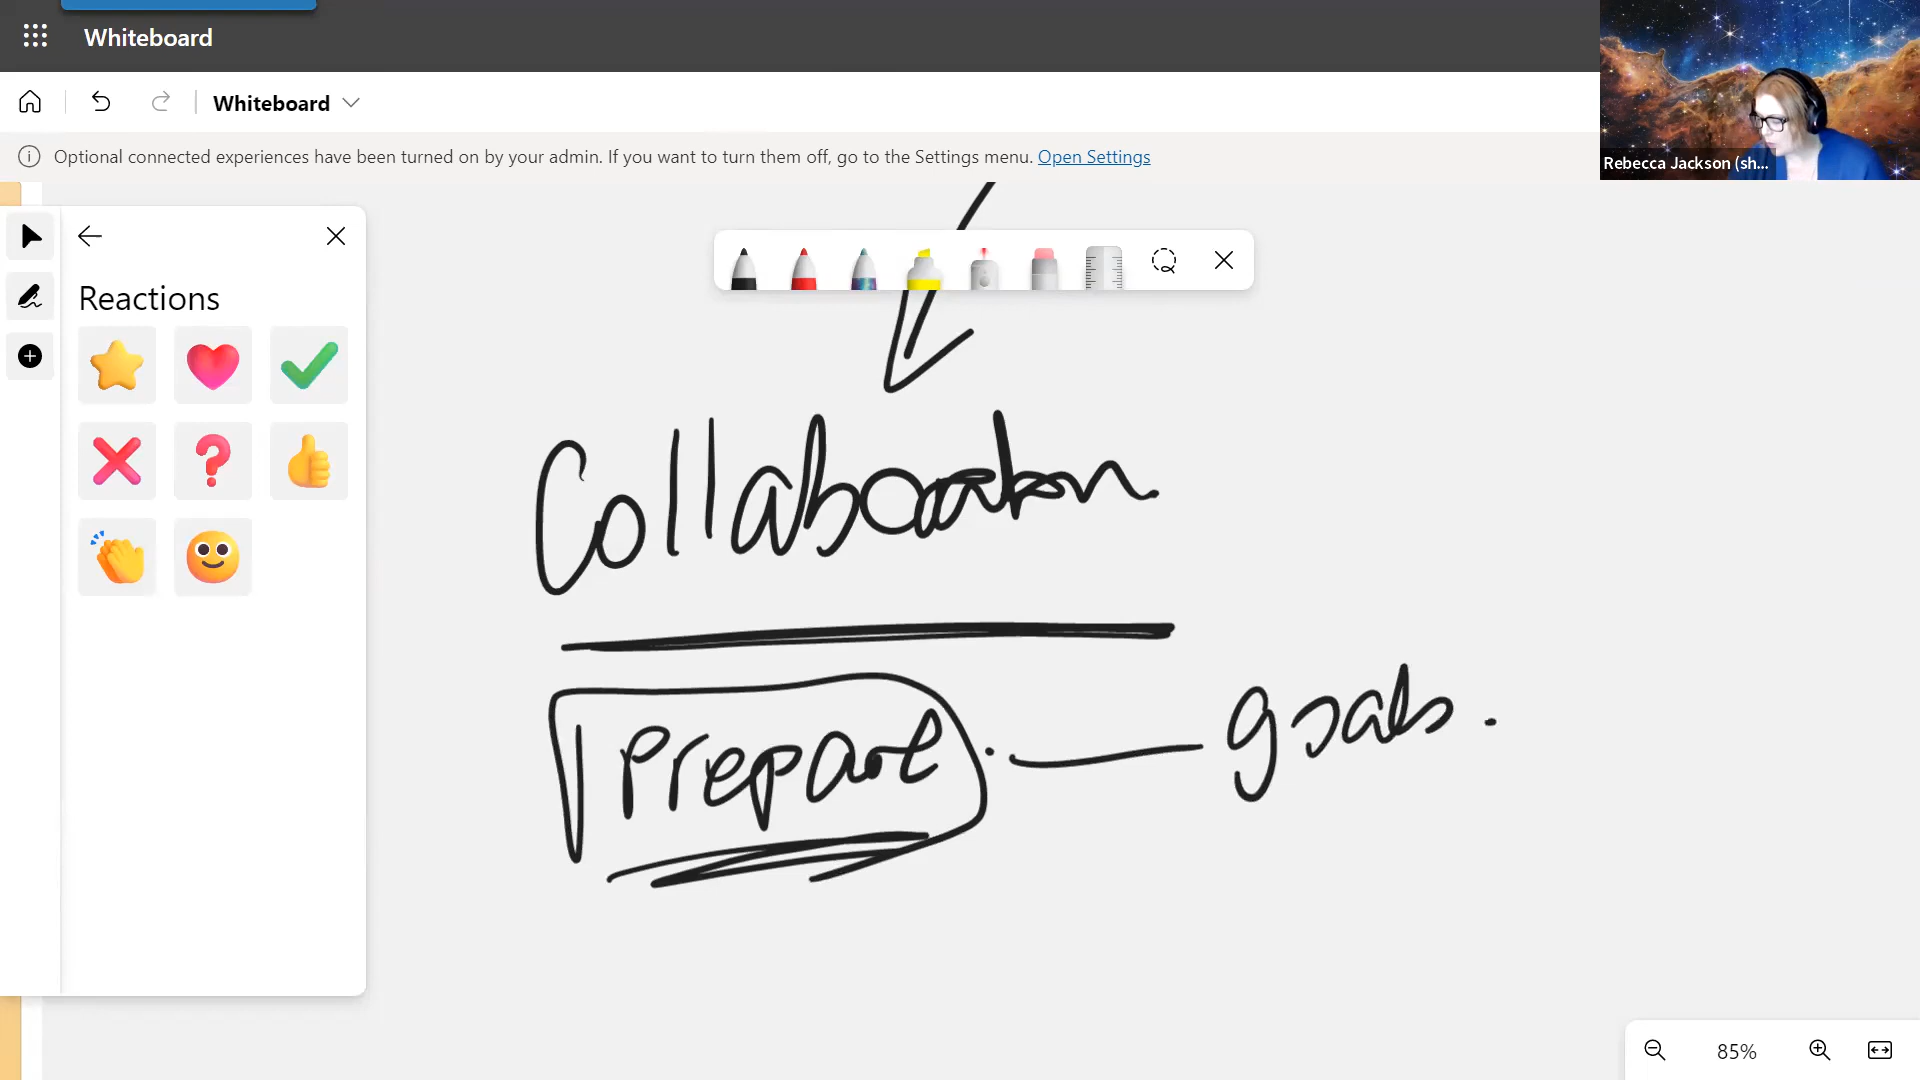 Whiteboard
Whiteboard
Optional connected experiences have been turned on by your admin. If you want to turn them off, go to the Settings menu. Open Settings
Rebecca Jackson (sh...
Reactions
Collaboration
Prepare. — goals.
85%